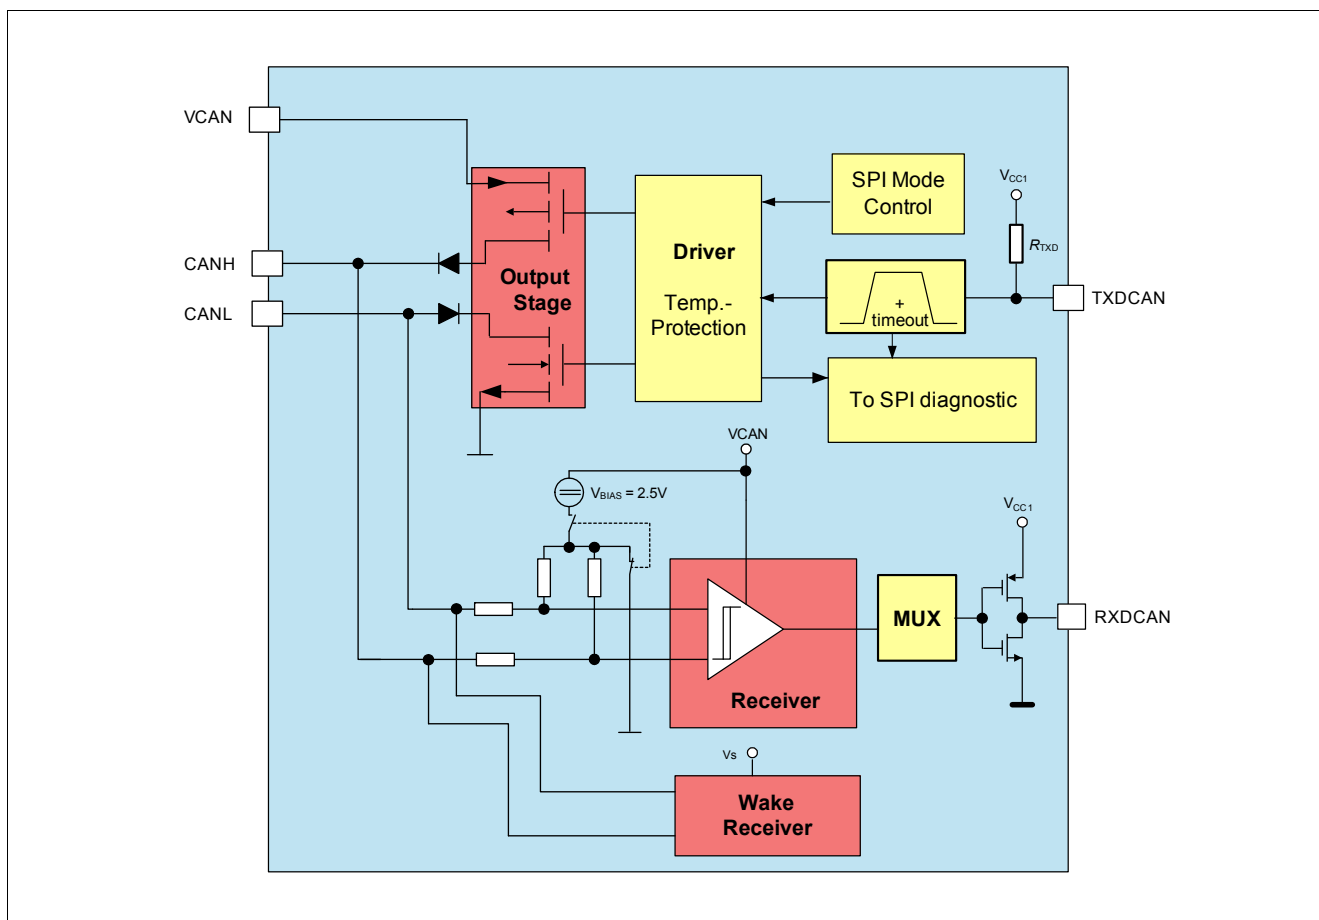 VCAN
SPI Mode
Control
VCC1
RTXD
CANH
Driver
Output
Stage
CANL
Temp.-
Protection
+
timeout
TXDCAN
To SPI diagnostic
VCAN
VBIAS = 2.5V
VCC1
MUX
RXDCAN
Receiver
Vs
Wake
Receiver